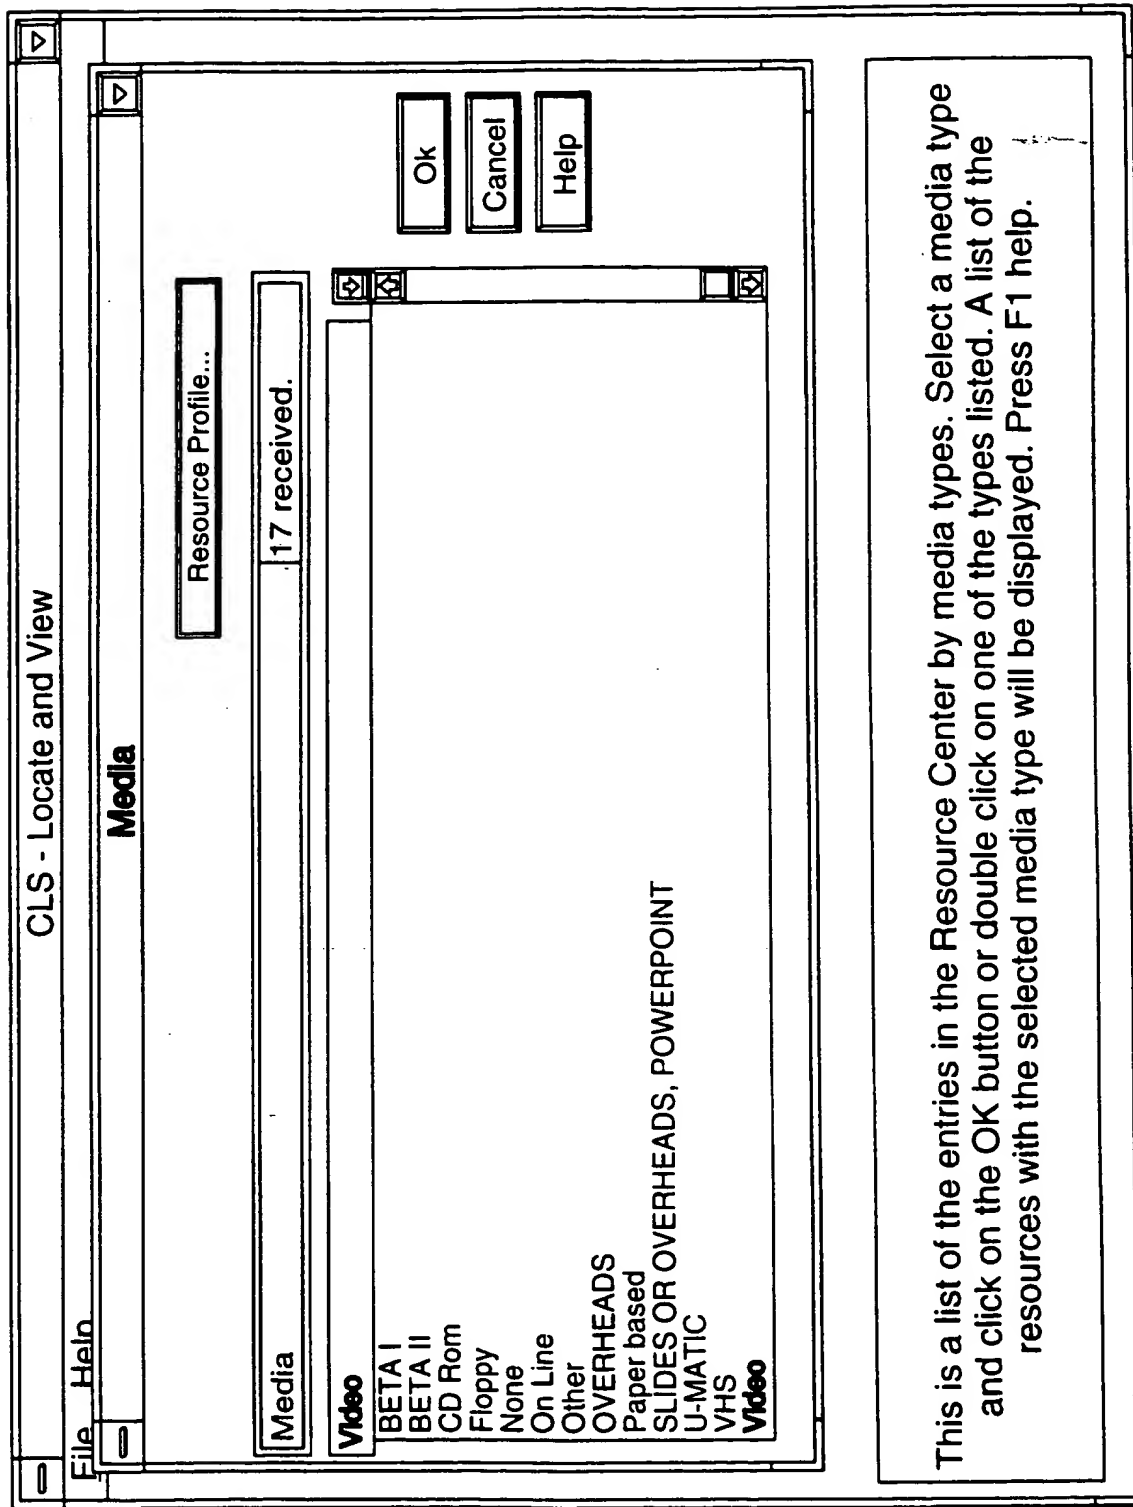 CLS - Locate and View
File Help
Media
Resource Profile...
Media
17 received.
Video
BETA I
BETA II
CD Rom
Floppy
None
On Line
Other
OVERHEADS
Paper based
SLIDES OR OVERHEADS, POWERPOINT
U-MATIC
VHS
Video
Ok
Cancel
Help
This is a list of the entries in the Resource Center by media types. Select a media type
and click on the OK button or double click on one of the types listed. A list of the
resources with the selected media type will be displayed. Press F1 help.